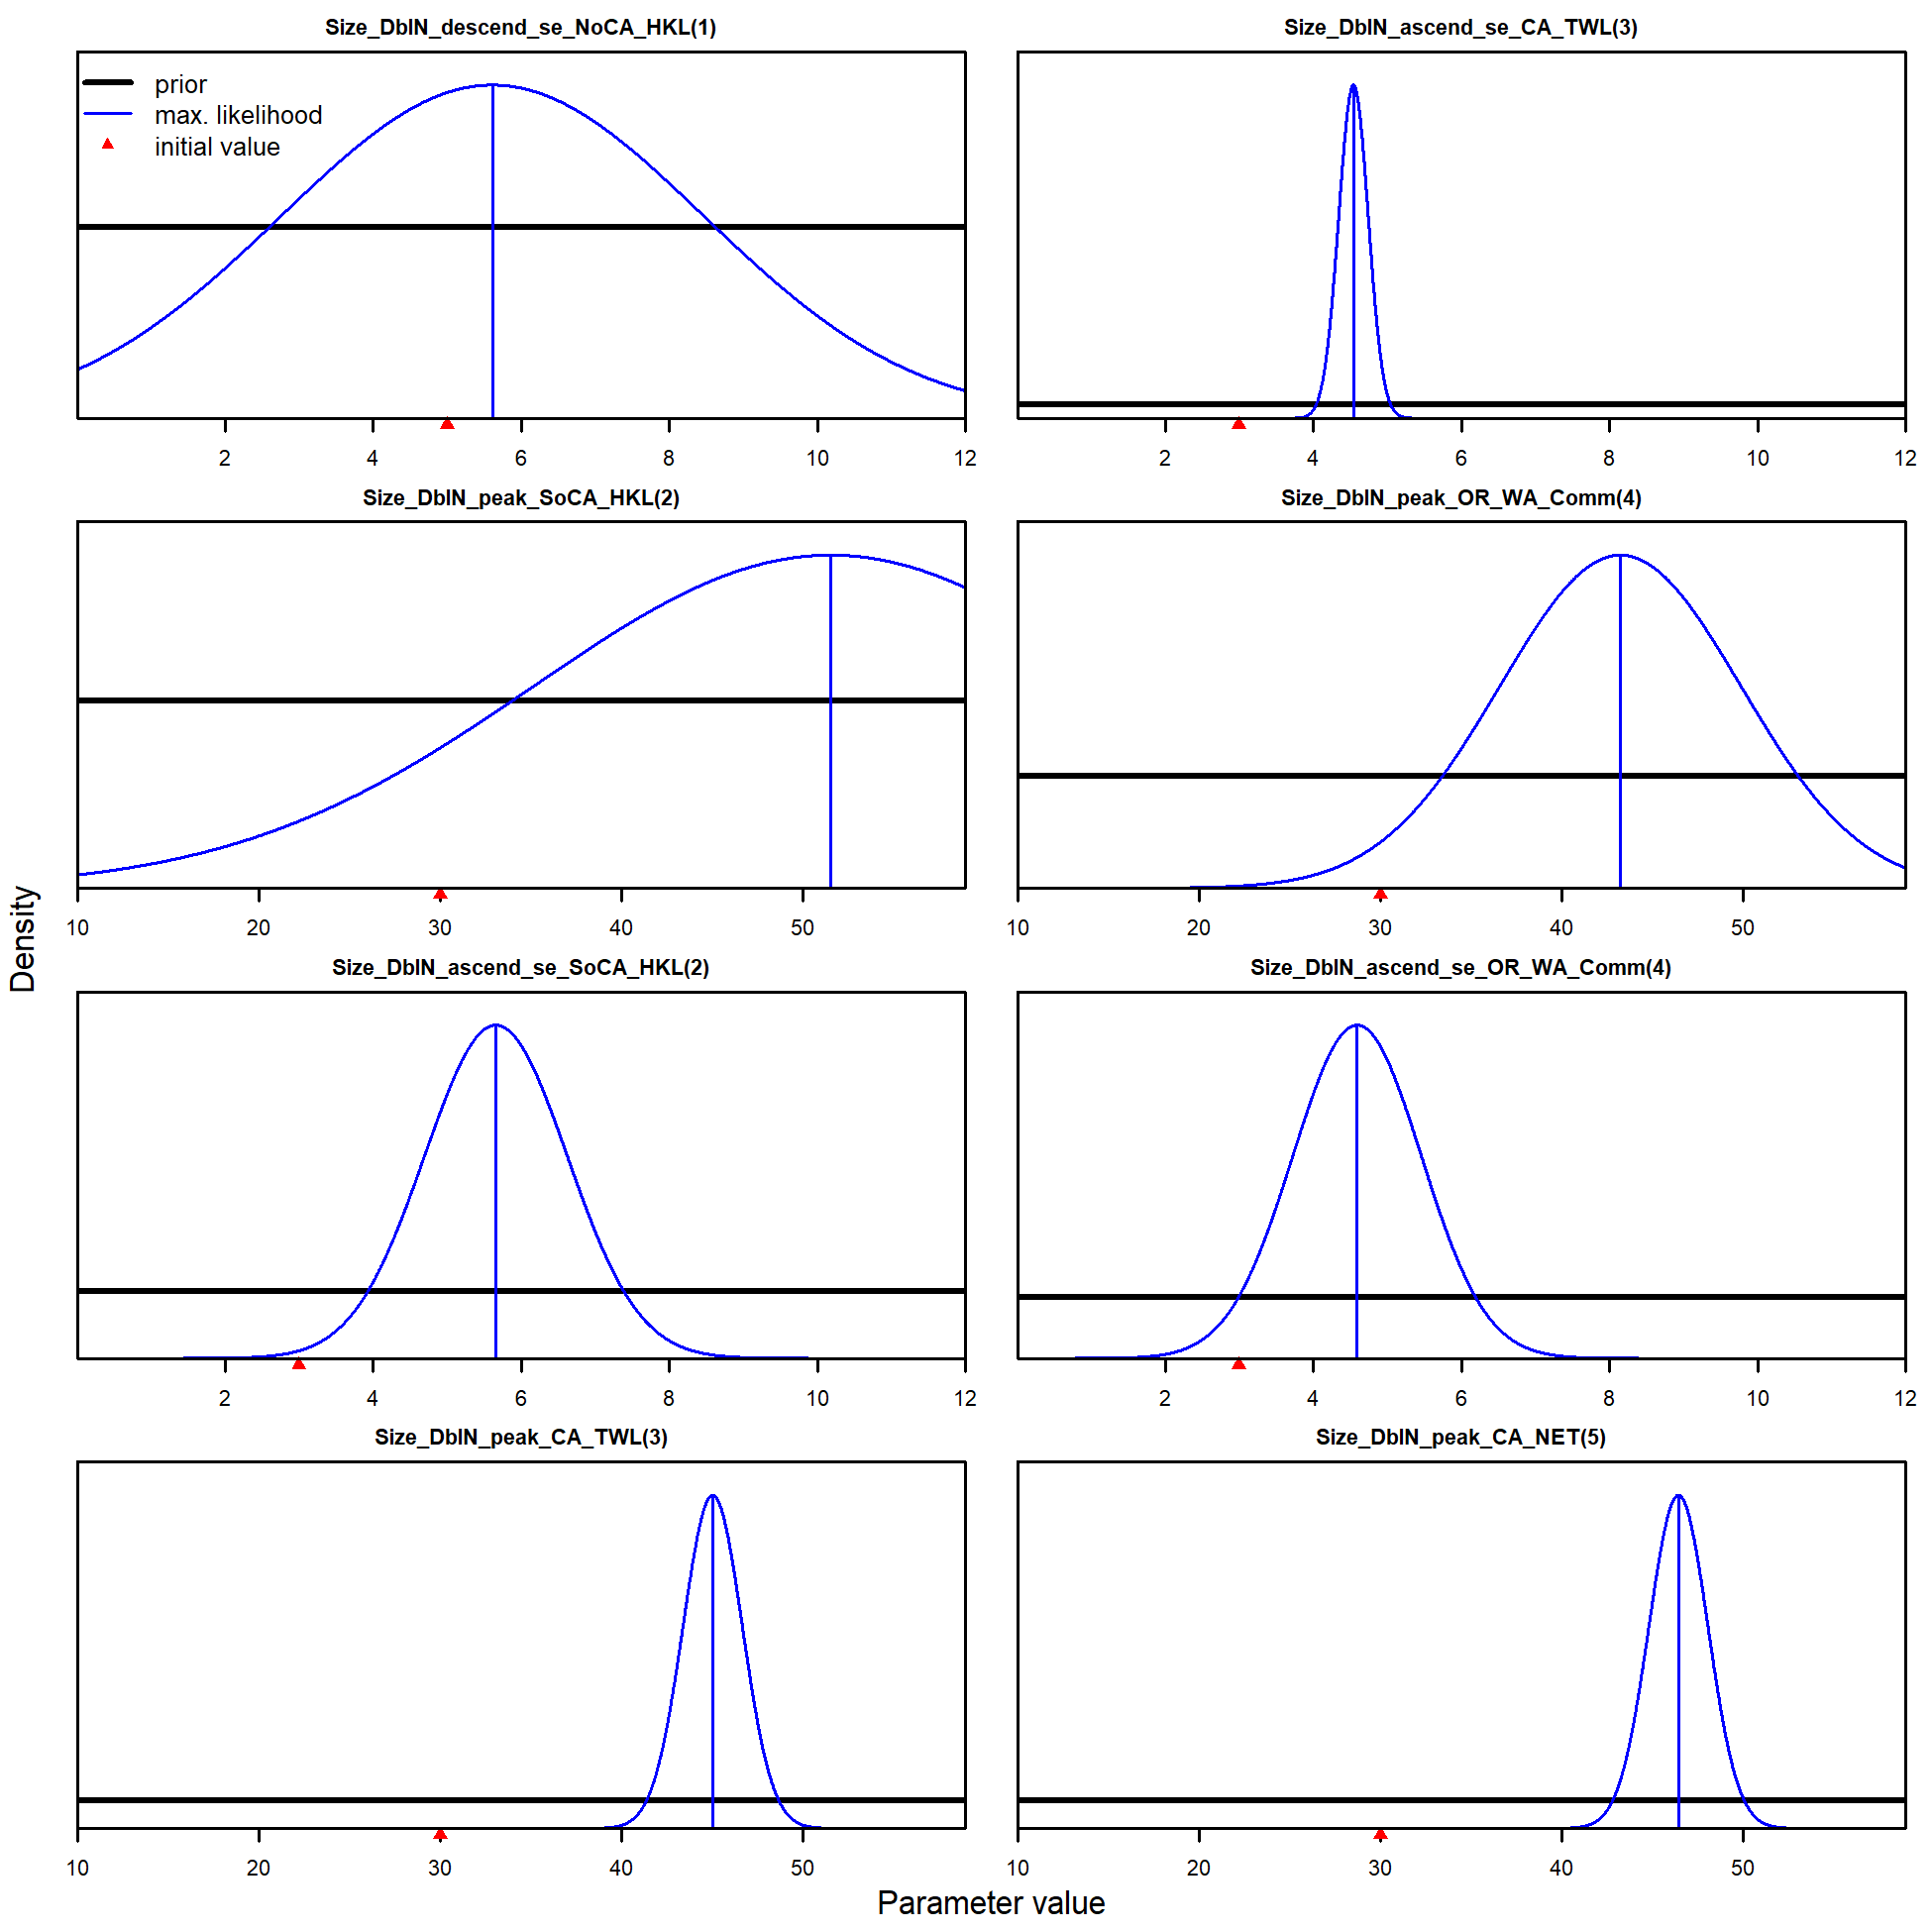 Size_DblN_descend_se_NoCA_HKL(1)
prior
max. likelihood
initial value
2 4 6 8 10 12
Size_DblN_ascend_se_CA_TWL(3)
2 4 6 8 10 12
Size_DblN_peak_SoCA_HKL(2)
10 20 30 40 50
Size_DblN_peak_OR_WA_Comm(4)
10 20 30 40 50
Size_DblN_ascend_se_SoCA_HKL(2)
2 4 6 8 10 12
Size_DblN_ascend_se_OR_WA_Comm(4)
2 4 6 8 10 12
Size_DblN_peak_CA_TWL(3)
10 20 30 40 50
Size_DblN_peak_CA_NET(5)
10 20 30 40 50
Density
Parameter value